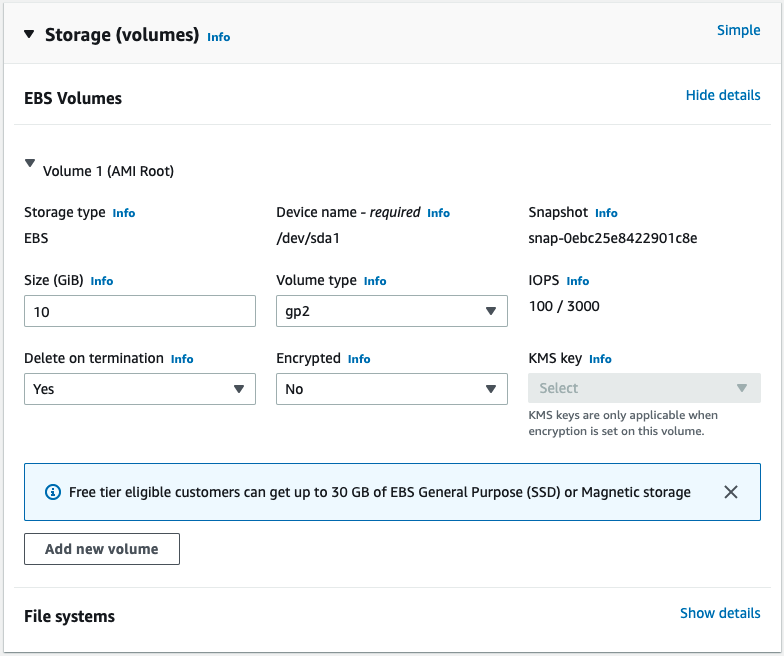 Storage (volumes) Info
Simple
EBS Volumes
Hide details
Volume 1 (AMI Root)
Storage type Info
Device name - required Info
Snapshot Info
EBS
/dev/sda1
snap-0ebc25e8422901c8e
Size (GiB) Info
Volume type Info
IOPS Info
10
gp2
100 / 3000
Delete on termination Info
Encrypted Info
KMS key Info
Yes
No
Select
KMS keys are only applicable when
encryption is set on this volume.
Free tier eligible customers can get up to 30 GB of EBS General Purpose (SSD) or Magnetic storage
Add new volume
File systems
Show details